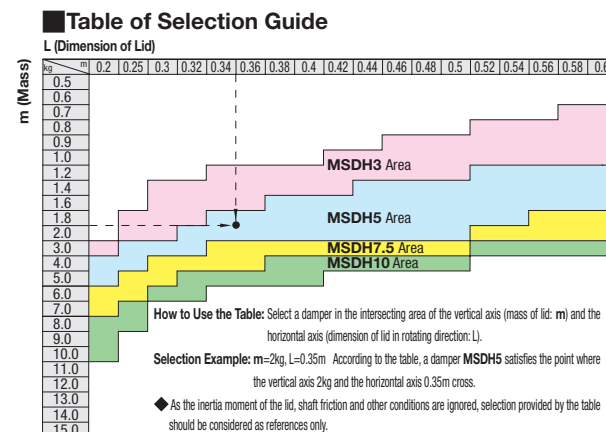 ■Table of Selection Guide
L (Dimension of Lid)
m (Mass)
kg m 0.2 0.25 0.3 0.32 0.34 0.36 0.38 0.4 0.42 0.44 0.46 0.48 0.5 0.52 0.54 0.56 0.58 0.6
0.5
0.6
0.7
0.8
0.9
1.0
1.2
1.4
1.6
1.8
2.0
3.0
4.0
5.0
6.0
7.0
8.0
9.0
10.0
11.0
12.0
13.0
14.0
15.0
MSDH3 Area
MSDH5 Area
MSDH7.5 Area
MSDH10 Area
How to Use the Table: Select a damper in the intersecting area of the vertical axis (mass of lid: m) and the
horizontal axis (dimension of lid in rotating direction: L).
Selection Example: m=2kg, L=0.35m According to the table, a damper MSDH5 satisfies the point where
the vertical axis 2kg and the horizontal axis 0.35m cross.
◆ As the inertia moment of the lid, shaft friction and other conditions are ignored, selection provided by the table
should be considered as references only.